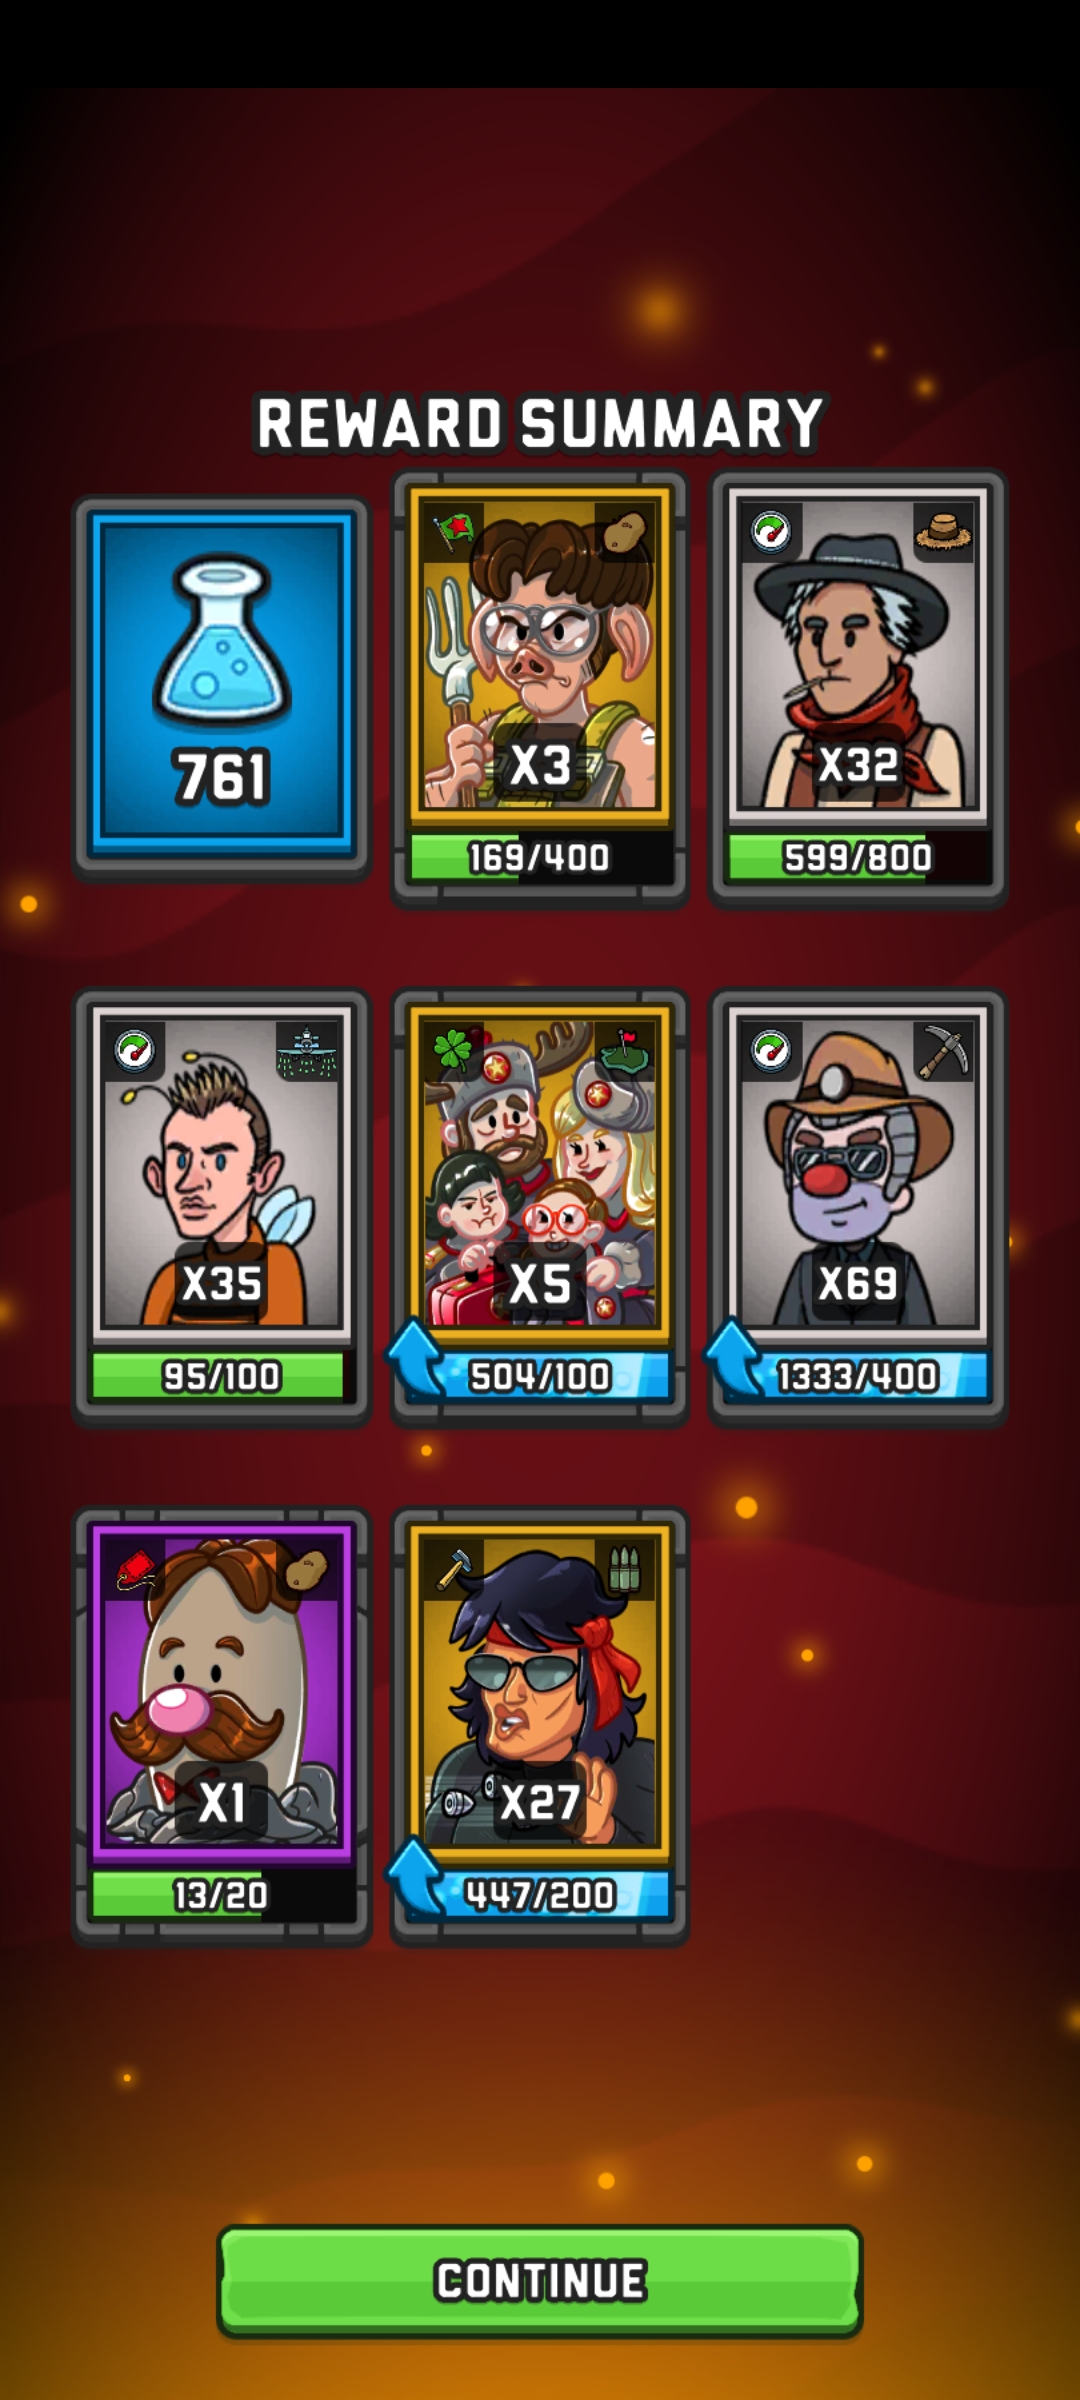 REWARD SUMMARY
761
X3
169/400
X32
599/800
X35
95/100
X5
504/100
X69
1333/400
X1
13/20
X27
447/200
CONTINUE